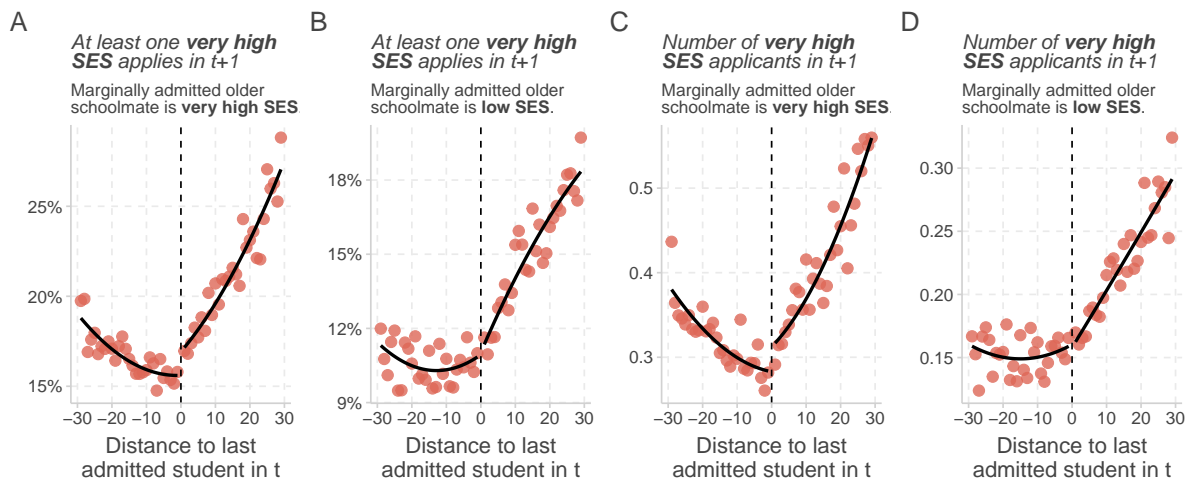 A
At least one very high
SES applies in t+1
Marginally admitted older
schoolmate is very high SES.
25%
20%
15%
−30 −20 −10 0 10 20 30
Distance to last
admitted student in t
B
At least one very high
SES applies in t+1
Marginally admitted older
schoolmate is low SES.
18%
15%
12%
9%
−30 −20 −10 0 10 20 30
Distance to last
admitted student in t
C
Number of very high
SES applicants in t+1
Marginally admitted older
schoolmate is very high SES.
0.5
0.4
0.3
−30 −20 −10 0 10 20 30
Distance to last
admitted student in t
D
Number of very high
SES applicants in t+1
Marginally admitted older
schoolmate is low SES.
0.30
0.25
0.20
0.15
−30 −20 −10 0 10 20 30
Distance to last
admitted student in t